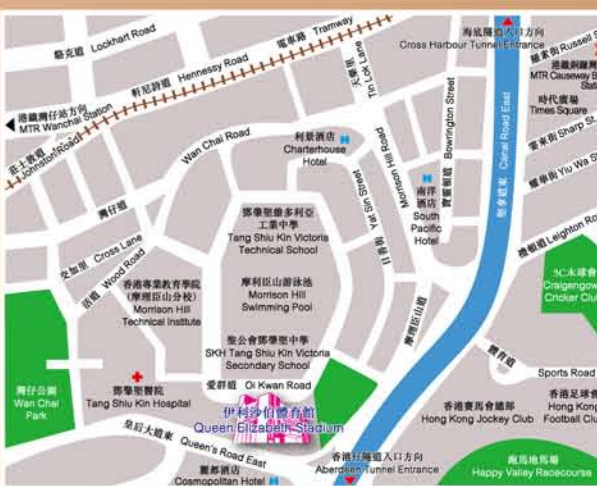 駱克道 Lockhart Road
電車路 Tramway
軒尼詩道 Hennessy Road
港鐵灣仔站方向
MTR Wanchai Station
莊士敦道
Johnston Road
灣仔道
Wan Chai Road
天樂里 Tin Lok Lane
海底隧道入口方向
Cross Harbour Tunnel Entrance
羅素街 Russell S
港鐵銅鑼灣
MTR Causeway B
Stati
時代廣場
Times Square
霎東街 Sharp St.
耀華街 Yiu Wa S
禮頓道 Leighton Ro
堅拿道東 Canal Road East
寶靈頓道 Bowrington Street
利景酒店
Charterhouse
Hotel
日善街 Yat Sin Street
Morrison Hill Road
摩理臣山道
南洋
酒店
South
Pacific
Hotel
鄧肇堅維多利亞
工業中學
Tang Shiu Kin Victoria
Technical School
交加里 Cross Lane
活道 Wood Road
香港專業教育學院
(摩理臣山分校)
Morrison Hill
Technical Institute
摩利臣山游泳池
Morrison Hill
Swimming Pool
聖公會鄧肇堅中學
SKH Tang Shiu Kin Victoria
Secondary School
木球會
Craigengow
Cricker Clu
體育道
Sports Road
灣仔公園
Wan Chai
Park
鄧肇堅醫院
Tang Shiu Kin Hospital
愛群道 Oi Kwan Road
伊利沙伯體育館
Queen Elizabeth Stadium
皇后大道東 Queen's Road East
麗都酒店
Cosmopolitan Hotel
香港仔隧道入口方向
Aberdeen Tunnel Entrance
香港賽馬會總部
Hong Kong Jockey Club
香港足球會
Hong Kong
Football Clu
跑馬地馬場
Happy Valley Racecourse